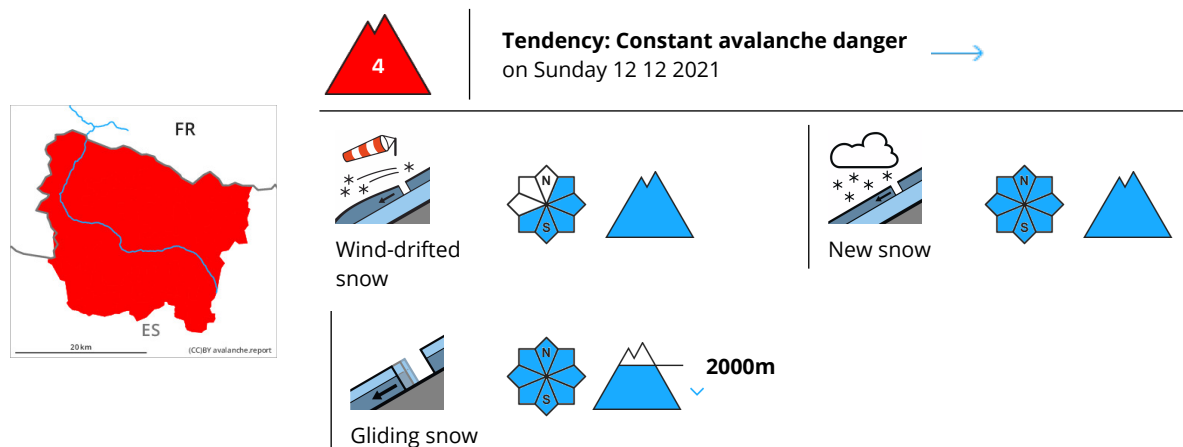 4
Tendency: Constant avalanche danger
on Sunday 12 12 2021
FR
ES
20 km
(CC)BY avalanche.report
N
S
Wind-drifted
snow
N
S
New snow
N
S
2000m
Gliding snow